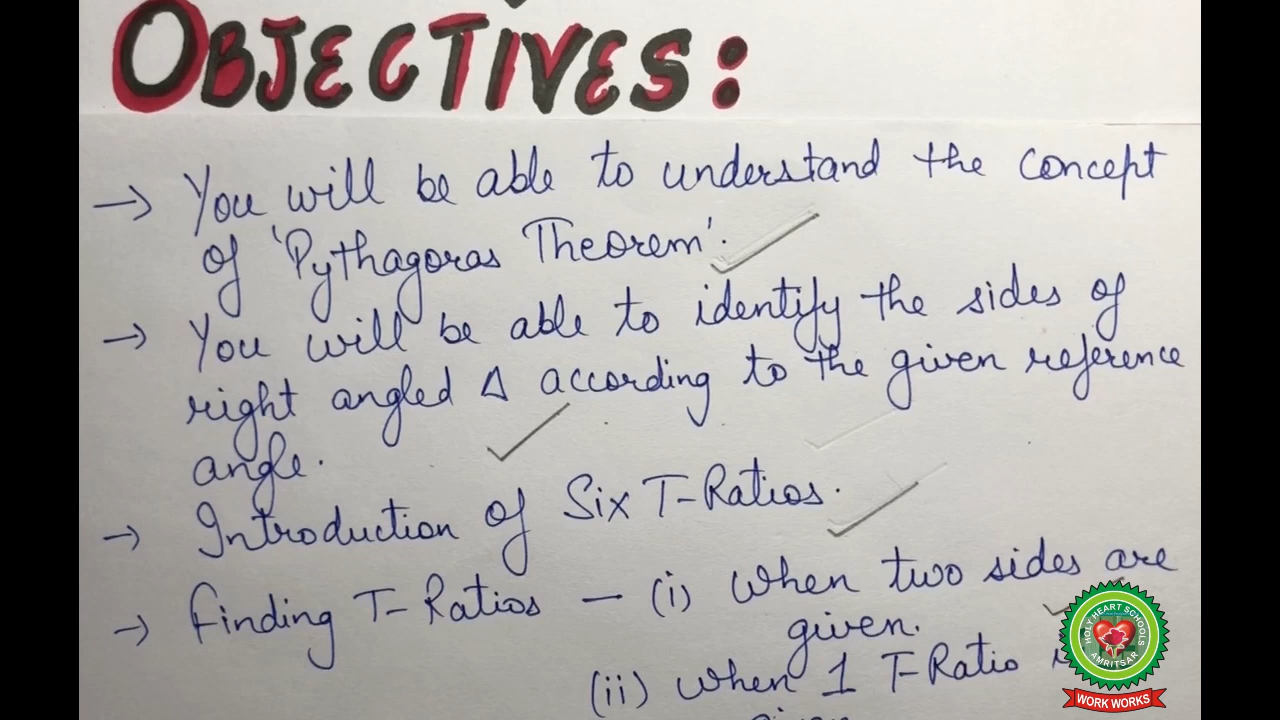 OBJECTIVES:
→ You will be able to understand the concept
of 'Pythagoras Theorem'.
→ You will be able to identify the sides of
right angled Δ according to the given reference
angle.
→ Introduction of Six T-Ratios.
→ Finding T-Ratios — (i) When two sides are
given.
(ii) When 1 T-Ratio
given
HOLY HEART SCHOOLS
AMRITSAR
WORK WORKS